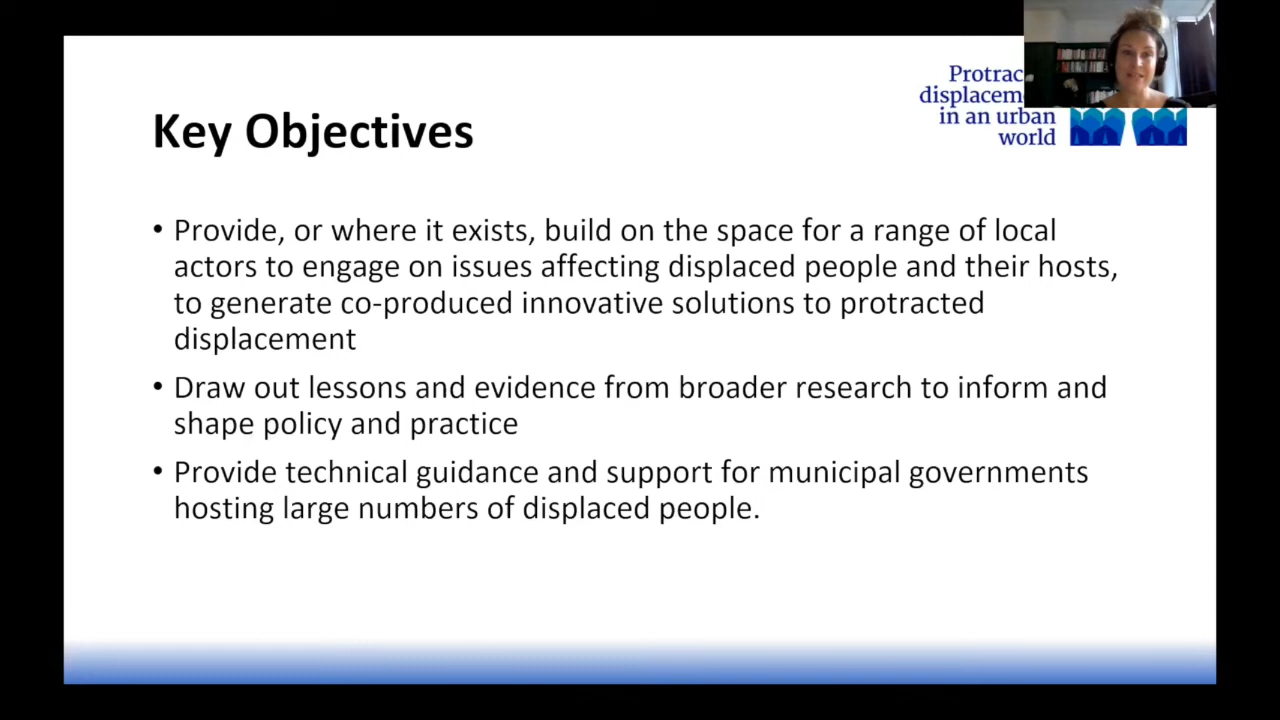 Protrac
displaceme
in an urban
world
Key Objectives
• Provide, or where it exists, build on the space for a range of local
actors to engage on issues affecting displaced people and their hosts,
to generate co-produced innovative solutions to protracted
displacement
• Draw out lessons and evidence from broader research to inform and
shape policy and practice
• Provide technical guidance and support for municipal governments
hosting large numbers of displaced people.